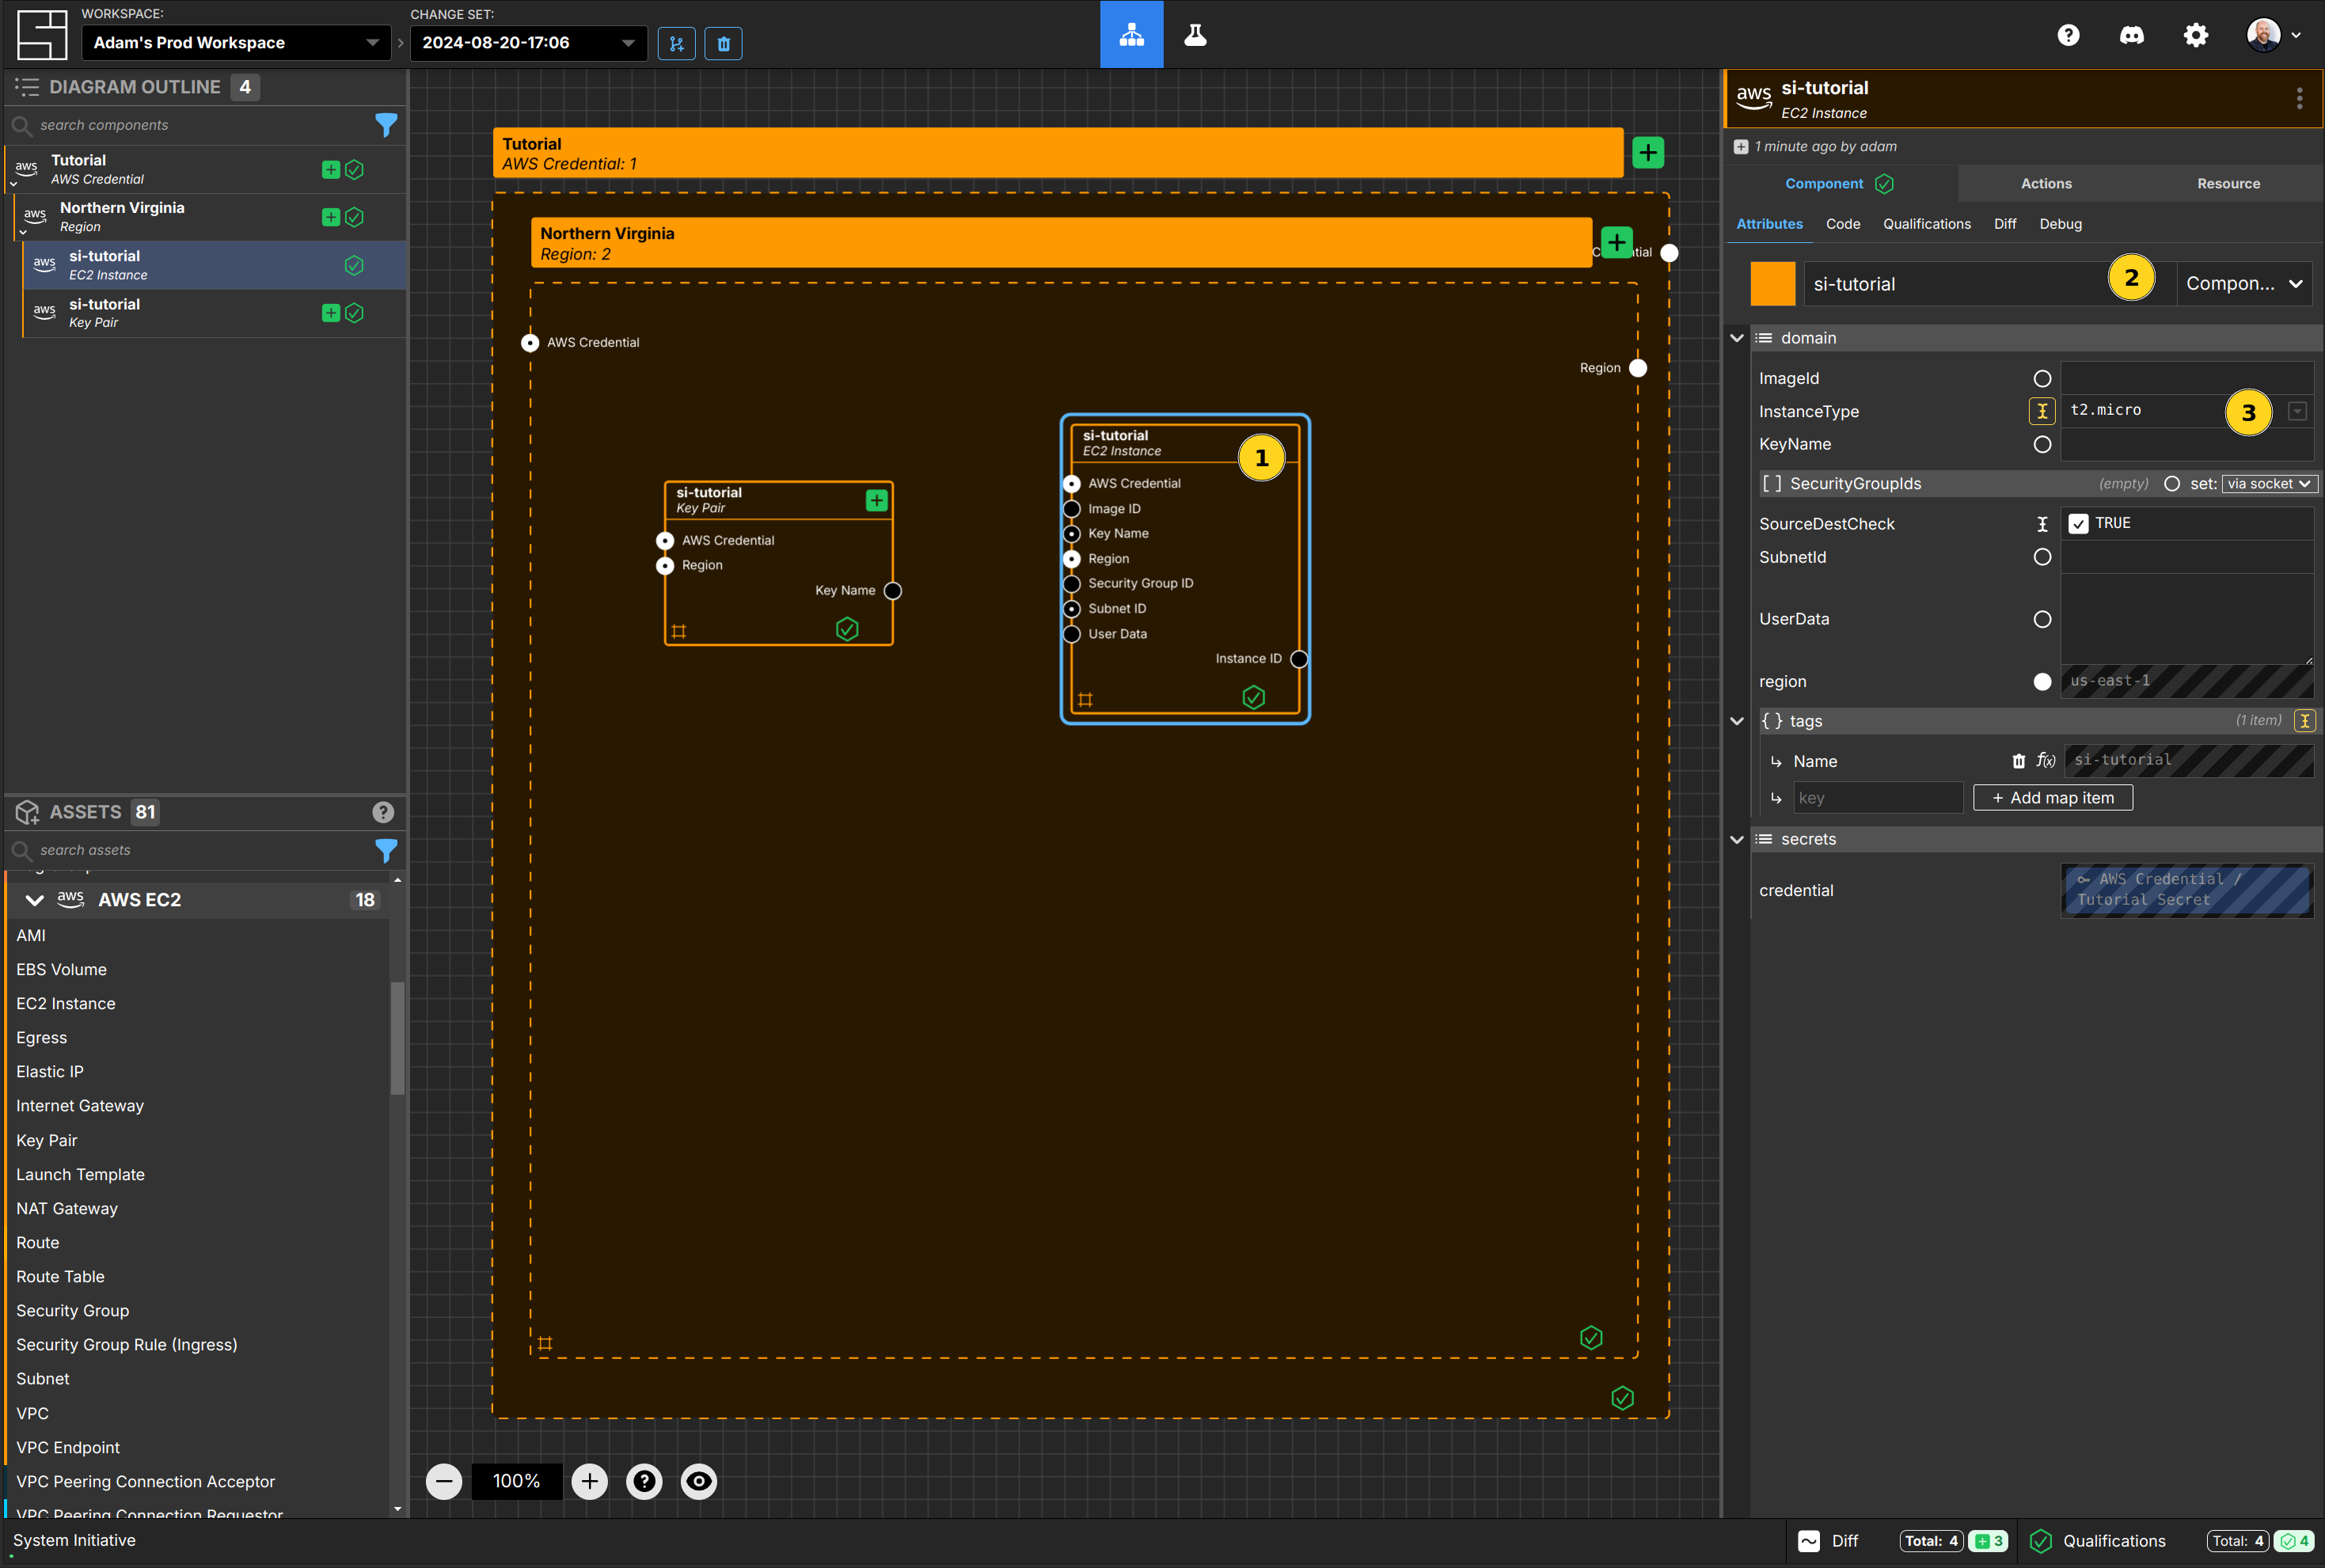 WORKSPACE:
Adam's Prod Workspace
CHANGE SET:
2024-08-20-17:06
DIAGRAM OUTLINE 4
search components
aws
Tutorial
AWS Credential
aws
Northern Virginia
Region
aws
si-tutorial
EC2 Instance
aws
si-tutorial
Key Pair
ASSETS 81
search assets
aws AWS EC2 18
AMI
EBS Volume
EC2 Instance
Egress
Elastic IP
Internet Gateway
Key Pair
Launch Template
NAT Gateway
Route
Route Table
Security Group
Security Group Rule (Ingress)
Subnet
VPC
VPC Endpoint
VPC Peering Connection Acceptor
VPC Peering Connection Requestor
Tutorial
AWS Credential: 1
Northern Virginia
Region: 2
AWS Credential
Region
si-tutorial
Key Pair
AWS Credential
Region
Key Name
si-tutorial
EC2 Instance
1
AWS Credential
Image ID
Key Name
Region
Security Group ID
Subnet ID
User Data
Instance ID
100%
aws
si-tutorial
EC2 Instance
1 minute ago by adam
Component Actions Resource
Attributes Code Qualifications Diff Debug
si-tutorial 2 Compon...
domain
ImageId
InstanceType t2.micro 3
KeyName
[ ] SecurityGroupIds (empty) set: via socket
SourceDestCheck TRUE
SubnetId
UserData
region us-east-1
{ } tags (1 item)
Name f(x) si-tutorial
key + Add map item
secrets
credential AWS Credential /
Tutorial Secret
System Initiative
Diff Total: 4 3 Qualifications Total: 4 4